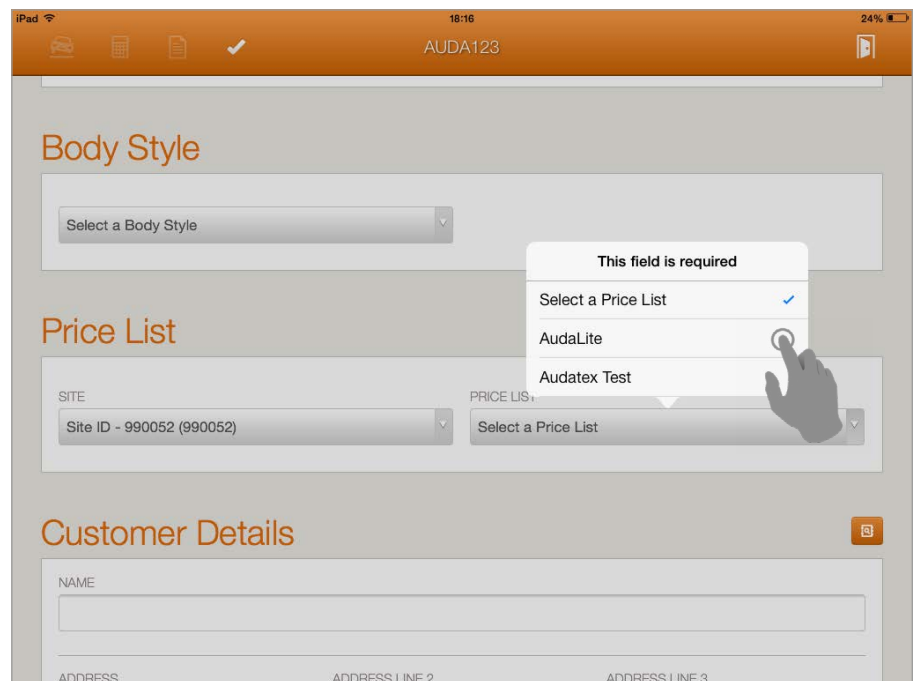 iPad 18:16 24%
AUDA123
Body Style
Select a Body Style
This field is required
Select a Price List
AudaLite
Audatex Test
Price List
SITE PRICE LIST
Site ID - 990052 (990052) Select a Price List
Customer Details
NAME
ADDRESS ADDRESS LINE 2 ADDRESS LINE 3